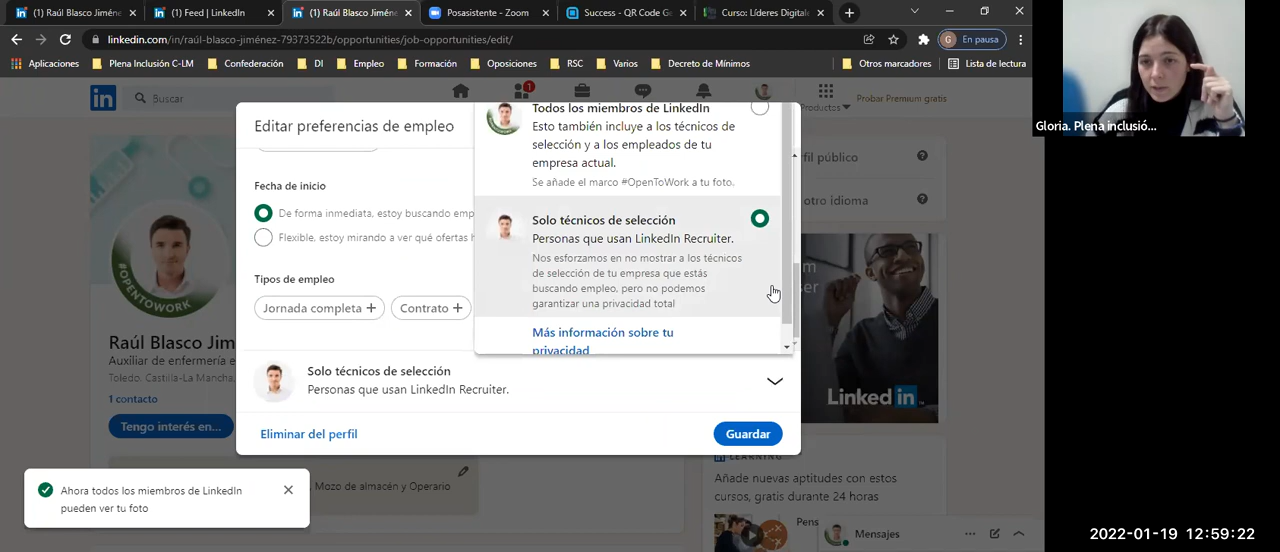 (1) Raúl Blasco Jiméne
(1) Feed | LinkedIn
(1) Raúl Blasco Jiméne
Posasistente - Zoom
Success - QR Code Ge
Curso: Líderes Digitale
linkedin.com/in/raúl-blasco-jiménez-79373522b/opportunities/job-opportunities/edit/
G
En pausa
Aplicaciones
Plena Inclusión C-LM
Confederación
DI
Empleo
Formación
Oposiciones
RSC
Varios
Decreto de Mínimos
Otros marcadores
Lista de lectura
Gloria. Plena inclusió...
in
Buscar
1
Productos
Probar Premium gratis
Editar preferencias de empleo
Todos los miembros de LinkedIn
Esto también incluye a los técnicos de
selección y a los empleados de tu
empresa actual.
Se añade el marco #OpenToWork a tu foto.
Fecha de inicio
De forma inmediata, estoy buscando emp
Flexible, estoy mirando a ver qué ofertas h
Solo técnicos de selección
Personas que usan LinkedIn Recruiter.
Nos esforzamos en no mostrar a los técnicos
de selección de tu empresa que estás
buscando empleo, pero no podemos
garantizar una privacidad total
Más información sobre tu
privacidad
Tipos de empleo
Jornada completa +
Contrato +
Solo técnicos de selección
Personas que usan LinkedIn Recruiter.
Eliminar del perfil
Guardar
#OPENTOWORK
Raúl Blasco Jim
Auxiliar de enfermería e
Toledo, Castilla-La Mancha,
1 contacto
Tengo interés en...
, Mozo de almacén y Operario
rfil público
otro idioma
m
ser
Linked in
LEARNING
Añade nuevas aptitudes con estos
cursos, gratis durante 24 horas
Pens
Mensajes
Ahora todos los miembros de LinkedIn
pueden ver tu foto
2022-01-19 12:59:22